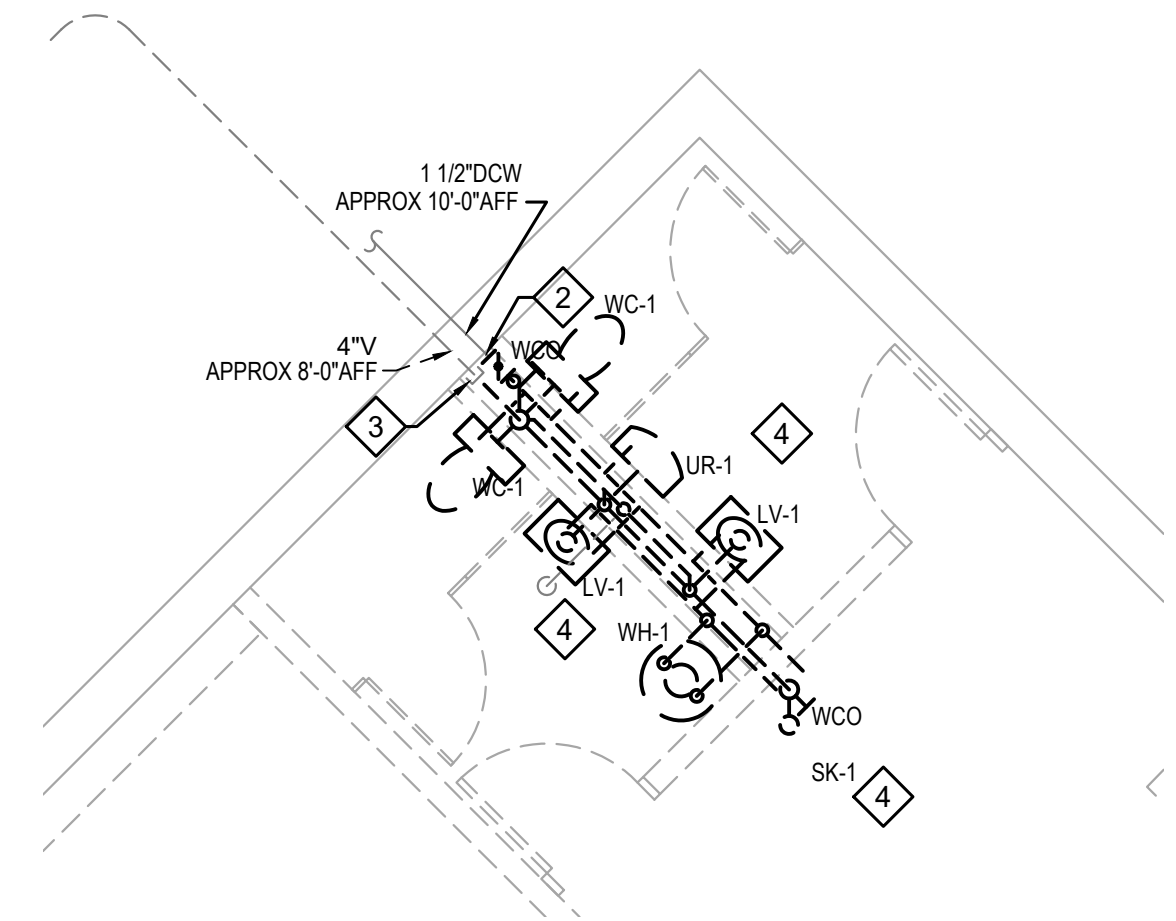 1 1/2"DCW
APPROX 10'-0"AFF
2
WC-1
WCO
4"V
APPROX 8'-0"AFF
3
4
UR-1
WC-1
LV-1
LV-1
4
WH-1
WCO
SK-1
4